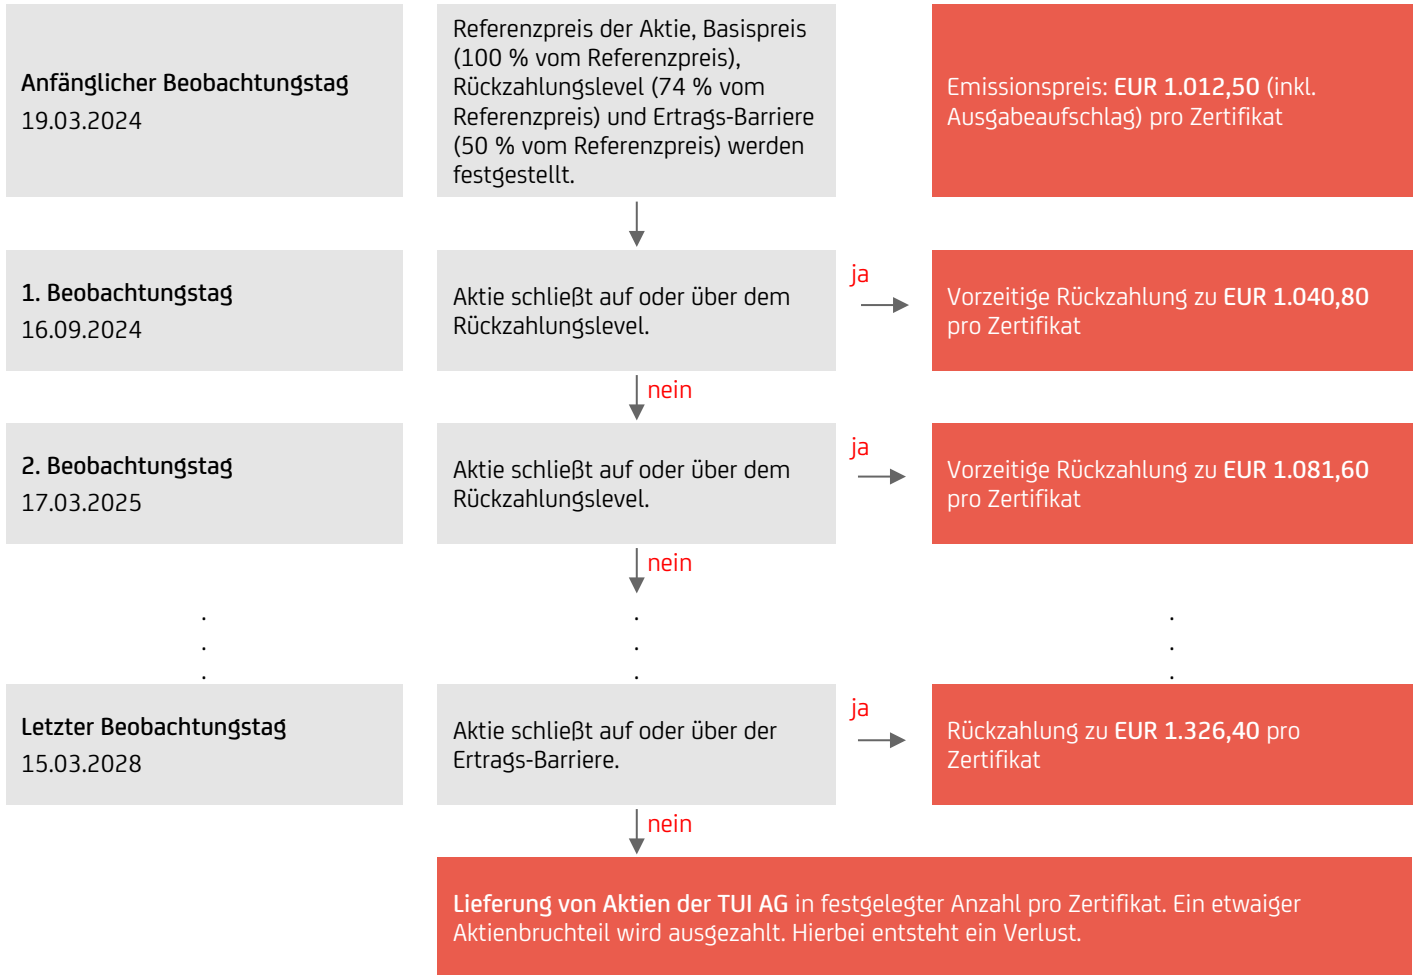 Anfänglicher Beobachtungstag
19.03.2024
Referenzpreis der Aktie, Basispreis
(100 % vom Referenzpreis),
Rückzahlungslevel (74 % vom
Referenzpreis) und Ertrags-Barriere
(50 % vom Referenzpreis) werden
festgestellt.
Emissionspreis: EUR 1.012,50 (inkl.
Ausgabeaufschlag) pro Zertifikat
1. Beobachtungstag
16.09.2024
Aktie schließt auf oder über dem
Rückzahlungslevel.
ja
Vorzeitige Rückzahlung zu EUR 1.040,80
pro Zertifikat
nein
2. Beobachtungstag
17.03.2025
Aktie schließt auf oder über dem
Rückzahlungslevel.
ja
Vorzeitige Rückzahlung zu EUR 1.081,60
pro Zertifikat
nein
. . .
. . .
. . .
Letzter Beobachtungstag
15.03.2028
Aktie schließt auf oder über der
Ertrags-Barriere.
ja
Rückzahlung zu EUR 1.326,40 pro
Zertifikat
nein
Lieferung von Aktien der TUI AG in festgelegter Anzahl pro Zertifikat. Ein etwaiger
Aktienbruchteil wird ausgezahlt. Hierbei entsteht ein Verlust.